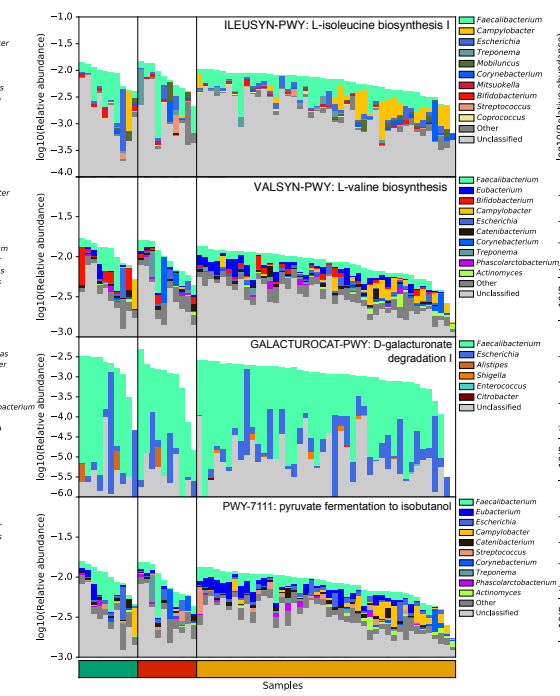 ILEUSYN-PWY: L-isoleucine biosynthesis I
log10(Relative abundance)
−1.0
−1.5
−2.0
−2.5
−3.0
−3.5
−4.0
Faecalibacterium
Campylobacter
Escherichia
Treponema
Mobiluncus
Corynebacterium
Mitsuokella
Bifidobacterium
Streptococcus
Coprococcus
Other
Unclassified
VALSYN-PWY: L-valine biosynthesis
log10(Relative abundance)
−1.5
−2.0
−2.5
−3.0
Faecalibacterium
Eubacterium
Bifidobacterium
Campylobacter
Escherichia
Catenibacterium
Corynebacterium
Treponema
Phascolarctobacterium
Actinomyces
Other
Unclassified
GALACTUROCAT-PWY: D-galacturonate
degradation I
log10(Relative abundance)
−2.5
−3.0
−3.5
−4.0
−4.5
−5.0
−5.5
−6.0
Faecalibacterium
Escherichia
Alistipes
Shigella
Enterococcus
Citrobacter
Unclassified
PWY-7111: pyruvate fermentation to isobutanol
log10(Relative abundance)
−1.5
−2.0
−2.5
−3.0
Faecalibacterium
Eubacterium
Escherichia
Campylobacter
Catenibacterium
Streptococcus
Corynebacterium
Treponema
Phascolarctobacterium
Actinomyces
Other
Unclassified
Samples